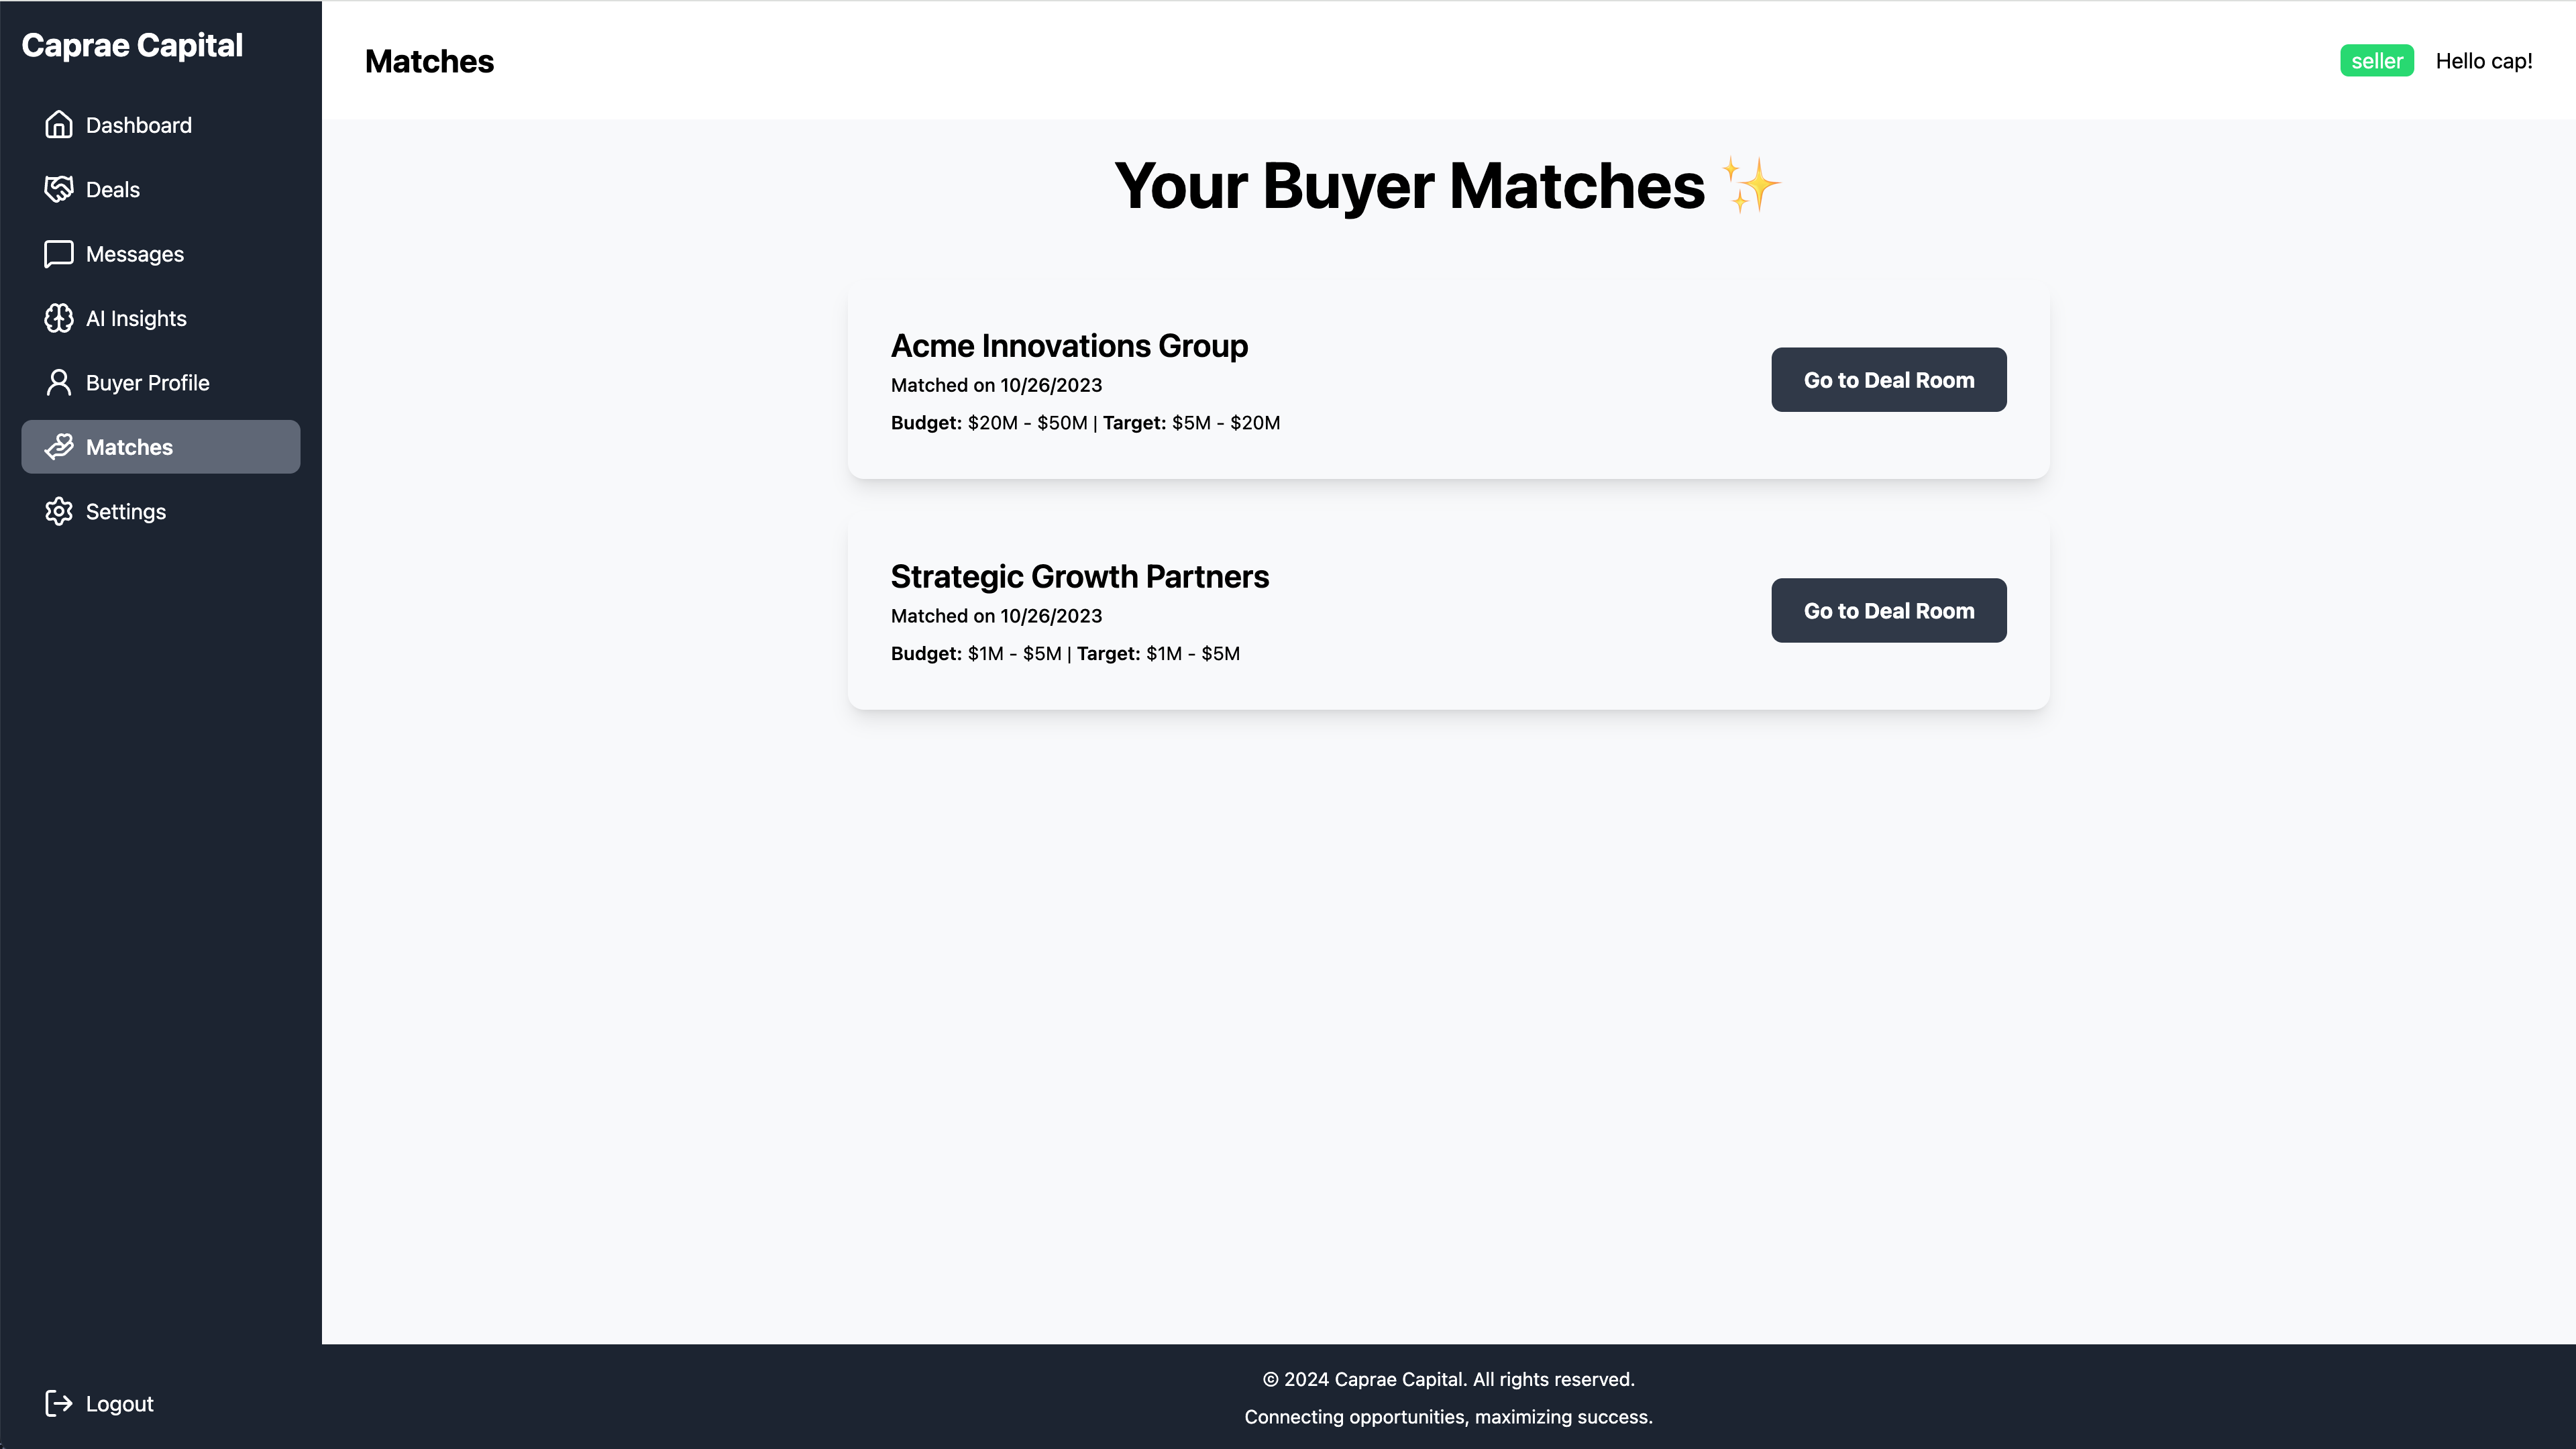 Caprae Capital
Dashboard
Deals
Messages
AI Insights
Buyer Profile
Matches
Settings
Logout
Matches
seller
Hello cap!
Your Buyer Matches ✨
Acme Innovations Group
Matched on 10/26/2023
Budget: $20M - $50M | Target: $5M - $20M
Go to Deal Room
Strategic Growth Partners
Matched on 10/26/2023
Budget: $1M - $5M | Target: $1M - $5M
Go to Deal Room
© 2024 Caprae Capital. All rights reserved.
Connecting opportunities, maximizing success.